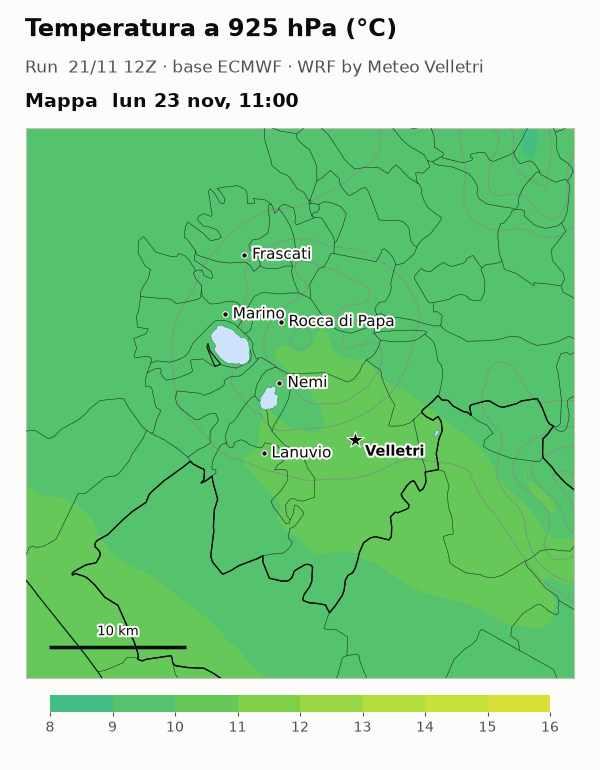 Temperatura a 925 hPa (°C)
Run  21/11 12Z · base ECMWF · WRF by Meteo Velletri
Mappa  lun 23 nov, 11:00
Frascati
Marino
Rocca di Papa
Nemi
Velletri
Lanuvio
10 km
8 9 10 11 12 13 14 15 16